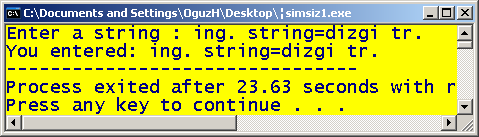 C:\Documents and Settings\OguzH\Desktop\¦simsiz1.exe
Enter a string : ing. string=dizgi tr.
You entered: ing. string=dizgi tr.
--------------------------------
Process exited after 23.63 seconds with r
Press any key to continue . . .